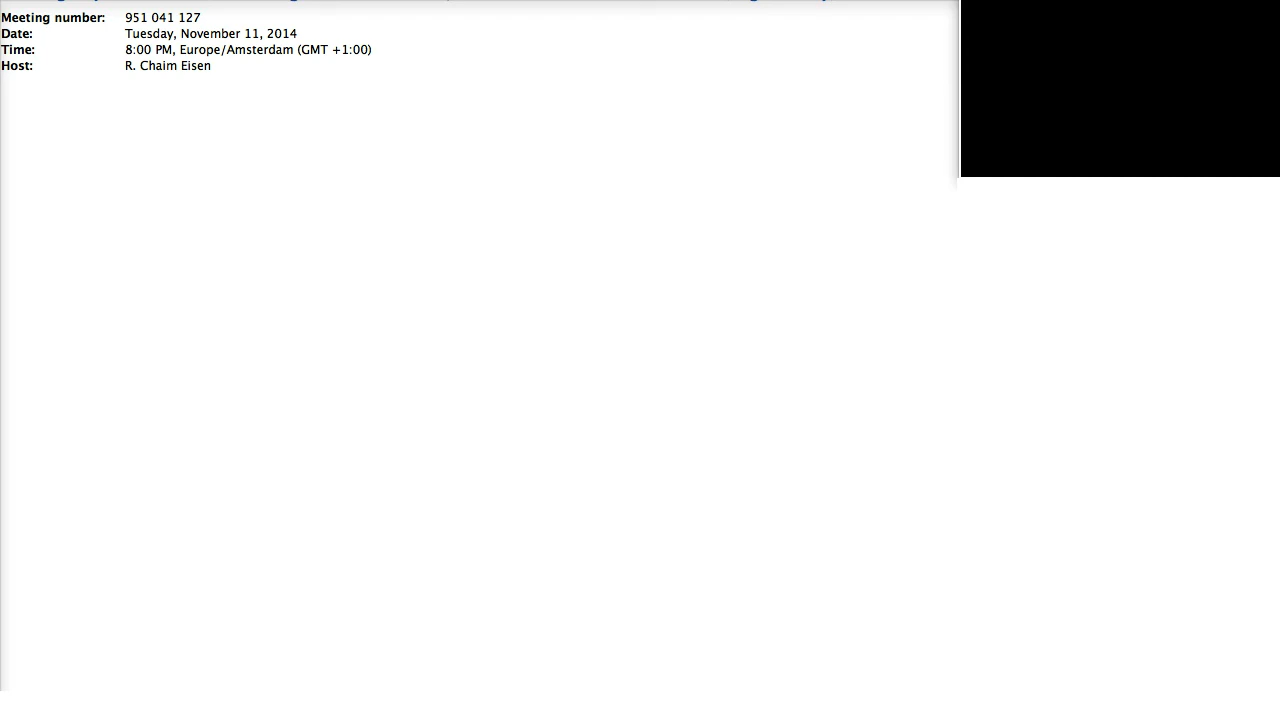 Meeting number: 951 041 127
Date: Tuesday, November 11, 2014
Time: 8:00 PM, Europe/Amsterdam (GMT +1:00)
Host: R. Chaim Eisen